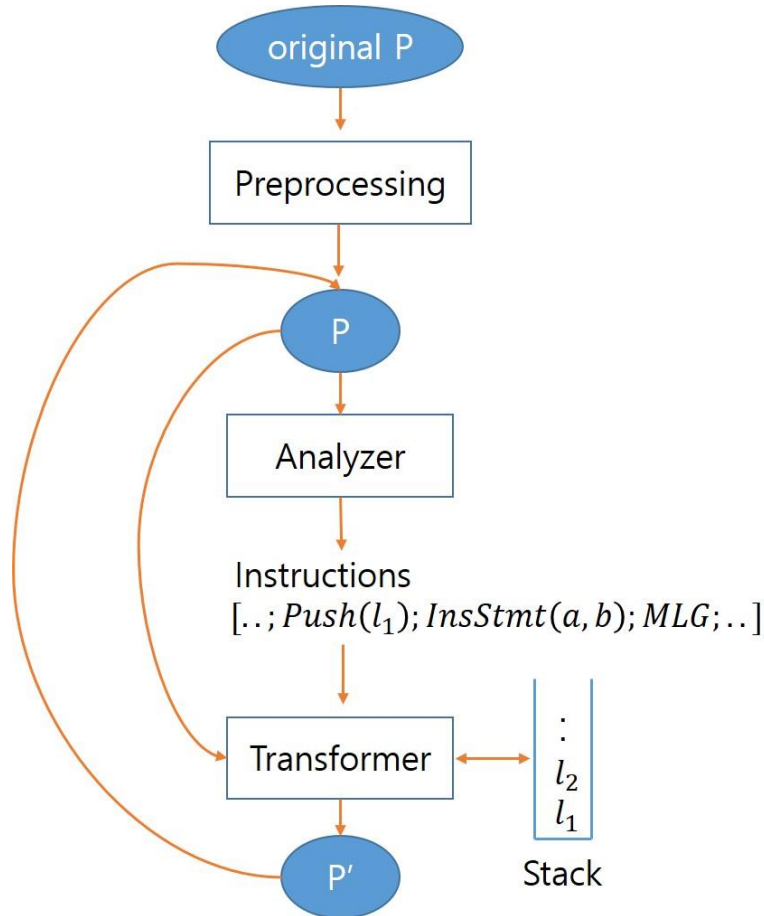 original P
Preprocessing
P
Analyzer
Instructions
[..; Push(l₁); InsStmt(a, b); MLG; ..]
Transformer
:
l₂
l₁
P'
Stack